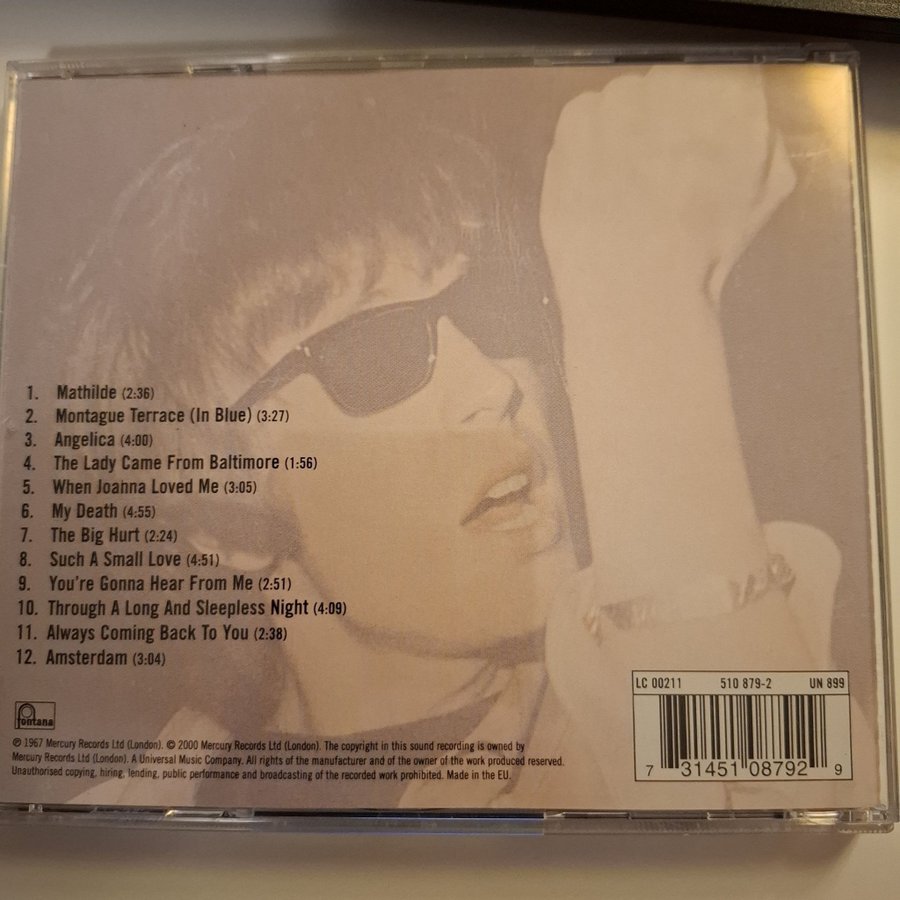 1. Mathilde (2:36)
2. Montague Terrace (In Blue) (3:27)
3. Angelica (4:00)
4. The Lady Came From Baltimore (1:56)
5. When Joanna Loved Me (3:05)
6. My Death (4:55)
7. The Big Hurt (2:24)
8. Such A Small Love (4:51)
9. You're Gonna Hear From Me (2:51)
10. Through A Long And Sleepless Night (4:09)
11. Always Coming Back To You (2:38)
12. Amsterdam (3:04)
fontana
℗ 1967 Mercury Records Ltd (London). © 2000 Mercury Records Ltd (London). The copyright in this sound recording is owned by
Mercury Records Ltd (London). A Universal Music Company. All rights of the manufacturer and of the owner of the work produced reserved.
Unauthorised copying, hiring, lending, public performance and broadcasting of the recorded work prohibited. Made in the EU.
LC 00211 510 879-2 UN 899
7 31451 08792 9